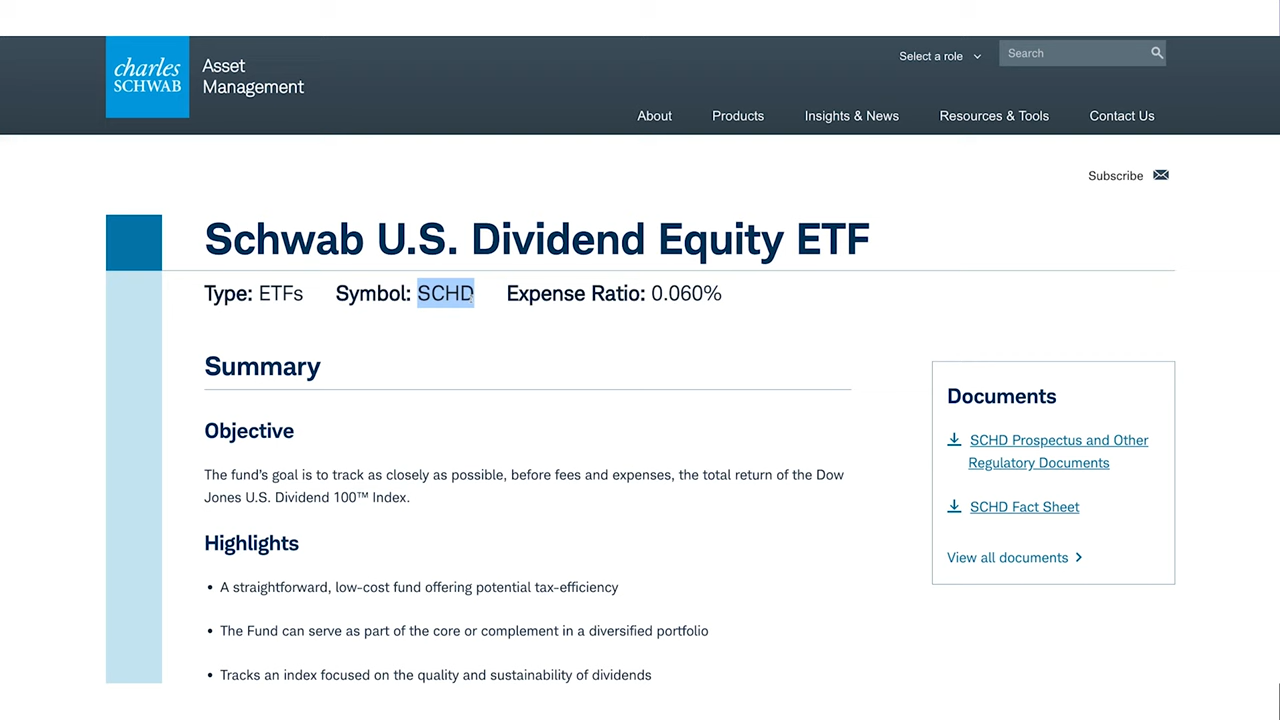 charles
SCHWAB
Asset
Management
Select a role
Search
About Products Insights & News Resources & Tools Contact Us
Subscribe
Schwab U.S. Dividend Equity ETF
Type: ETFs Symbol: SCHD Expense Ratio: 0.060%
Summary
Objective
The fund's goal is to track as closely as possible, before fees and expenses, the total return of the Dow
Jones U.S. Dividend 100™ Index.
Highlights
• A straightforward, low-cost fund offering potential tax-efficiency
• The Fund can serve as part of the core or complement in a diversified portfolio
• Tracks an index focused on the quality and sustainability of dividends
Documents
SCHD Prospectus and Other
Regulatory Documents
SCHD Fact Sheet
View all documents